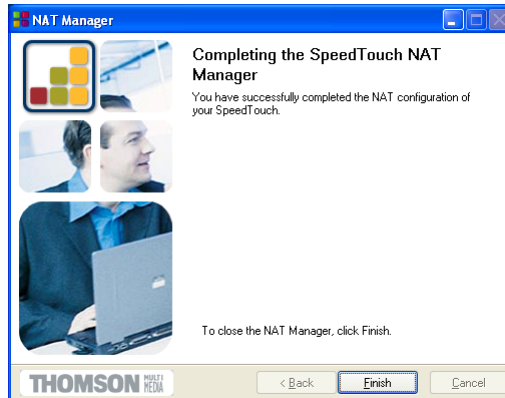 NAT Manager
Completing the SpeedTouch NAT
Manager
You have successfully completed the NAT configuration of
your SpeedTouch.
To close the NAT Manager, click Finish.
THOMSON MULTI
MEDIA
< Back
Finish
Cancel